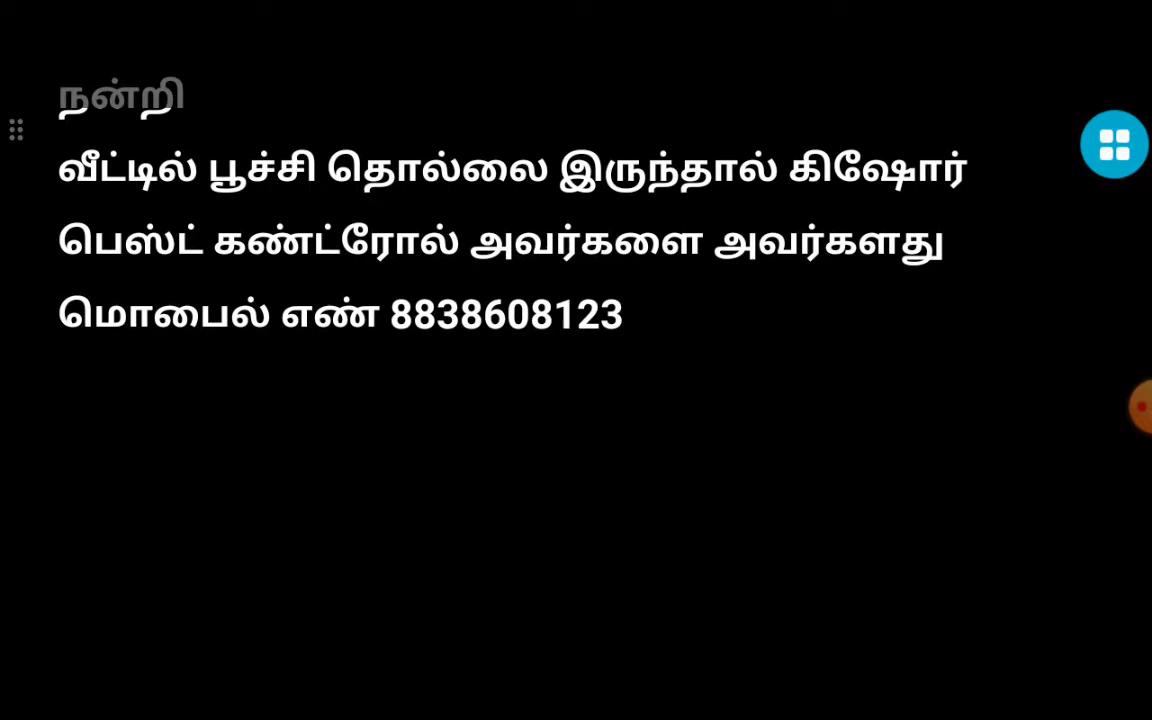 நன்றி
வீட்டில் பூச்சி தொல்லை இருந்தால் கிஷோர்
பெஸ்ட் கண்ட்ரோல் அவர்களை அவர்களது
மொபைல் எண் 8838608123